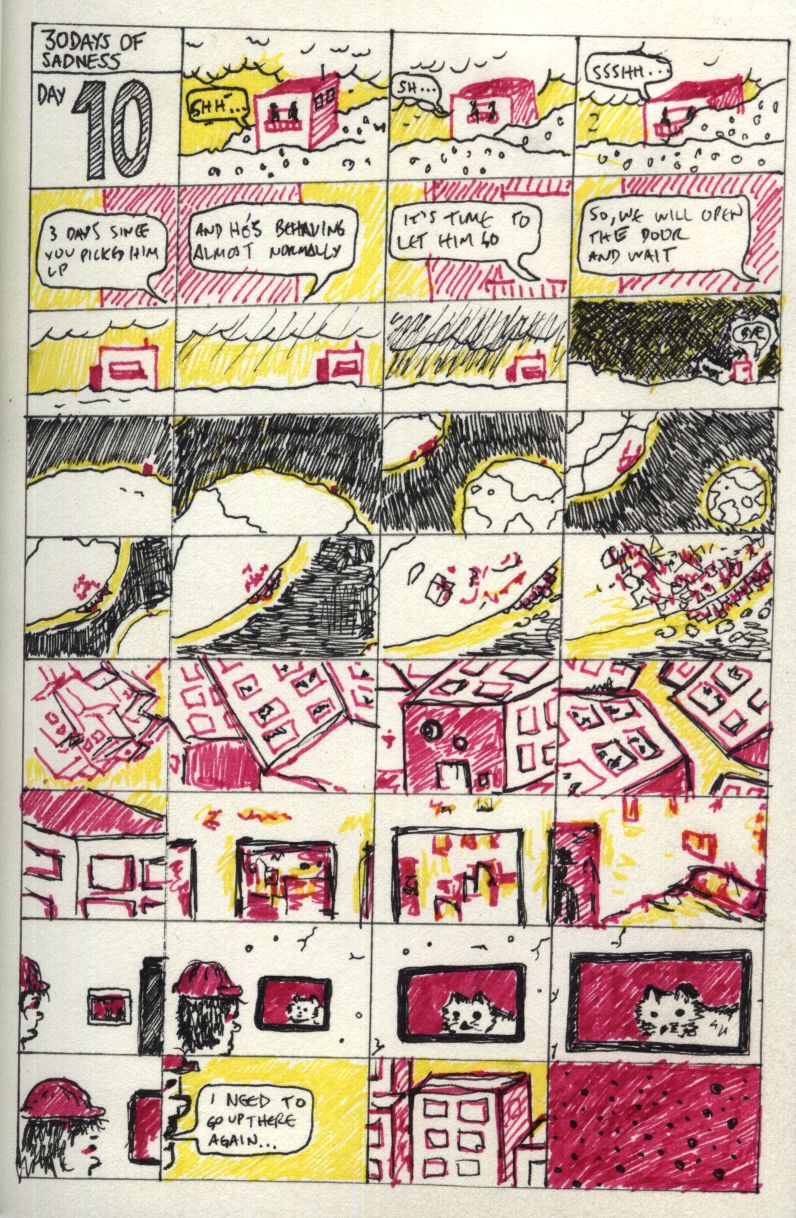 30 DAYS OF
SADNESS
DAY 10
SHH...
SH...
SSSHH...
3 DAYS SINCE
YOU PICKED HIM
UP
AND HE'S BEHAVING
ALMOST NORMALLY
IT'S TIME TO
LET HIM GO
SO, WE WILL OPEN
THE DOOR
AND WAIT
BYE
I NEED TO
GO UP THERE
AGAIN...